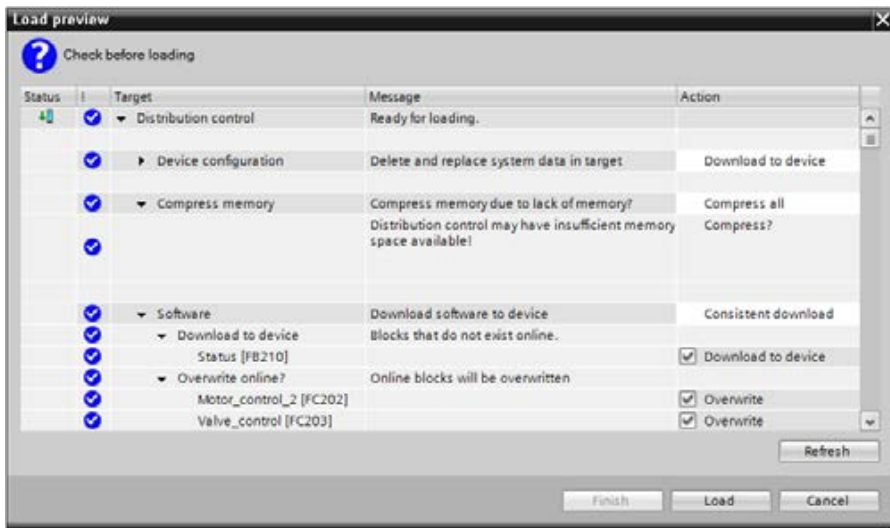 Load preview
Check before loading
Status ! Target Message Action
Distribution control Ready for loading.
Device configuration Delete and replace system data in target Download to device
Compress memory Compress memory due to lack of memory? Compress all
Distribution control may have insufficient memory Compress?
space available!
Software Download software to device Consistent download
Download to device Blocks that do not exist online.
Status [FB210] Download to device
Overwrite online? Online blocks will be overwritten
Motor_control_2 [FC202] Overwrite
Valve_control [FC203] Overwrite
Refresh
Finish Load Cancel